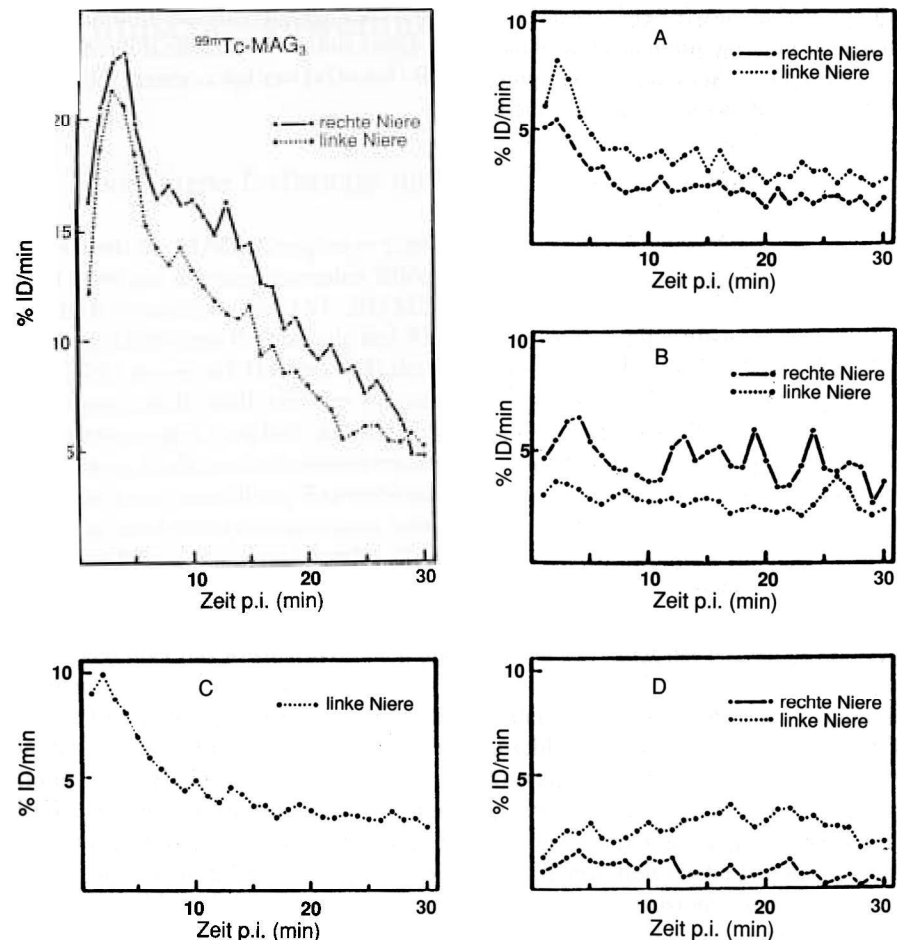 ⁹⁹ᵐTc-MAG₃
rechte Niere
linke Niere
% ID/min
20
15
10
5
10
20
30
Zeit p.i. (min)
A
rechte Niere
linke Niere
% ID/min
10
5
10
20
30
Zeit p.i. (min)
B
rechte Niere
linke Niere
% ID/min
10
5
10
20
30
Zeit p.i. (min)
C
linke Niere
% ID/min
10
5
10
20
30
Zeit p.i. (min)
D
rechte Niere
linke Niere
% ID/min
10
5
10
20
30
Zeit p.i. (min)